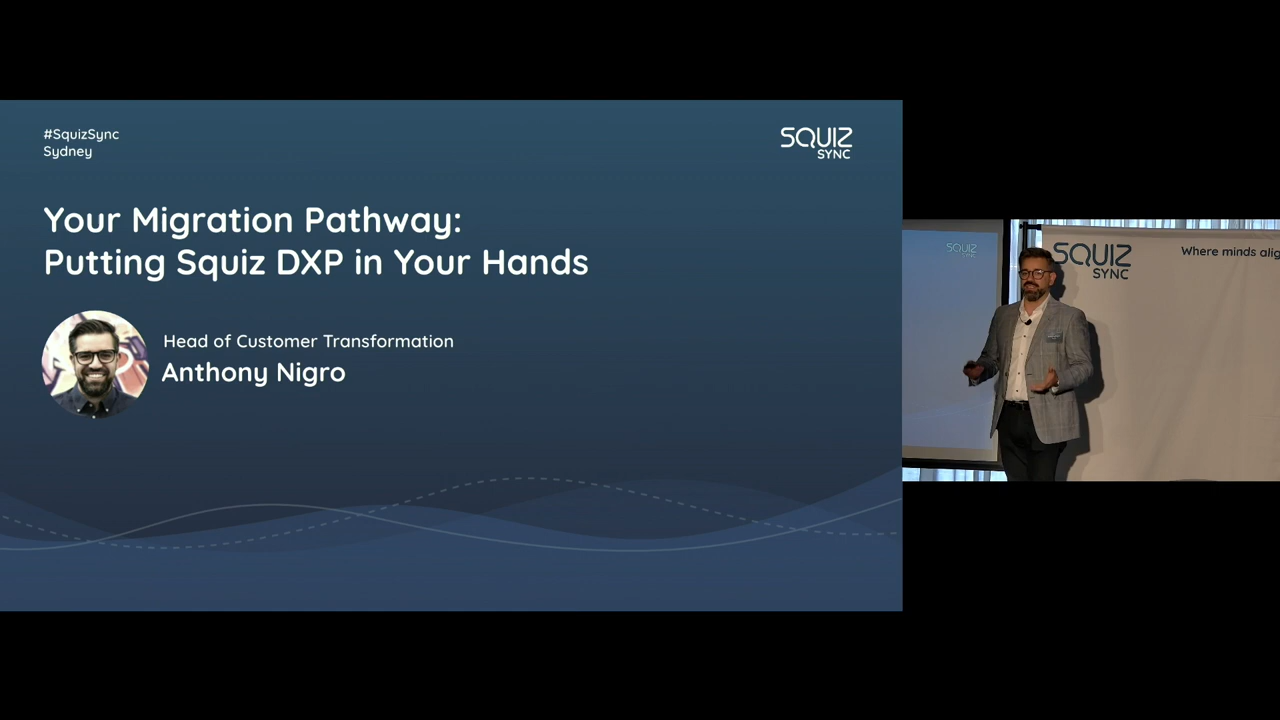 #SquizSync
Sydney
SQUIZ
SYNC
Your Migration Pathway:
Putting Squiz DXP in Your Hands
Head of Customer Transformation
Anthony Nigro
SQUIZ
SYNC
SQUIZ
SYNC
Where minds alig